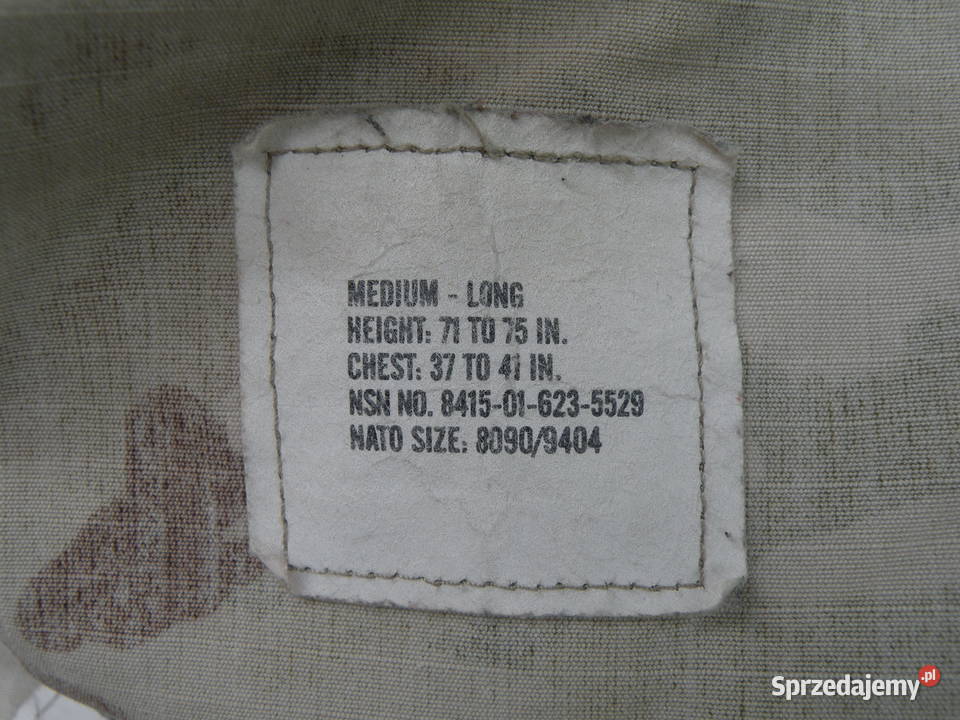 MEDIUM - LONG
HEIGHT: 71 TO 75 IN.
CHEST: 37 TO 41 IN.
NSN NO. 8415-01-623-5529
NATO SIZE: 8090/9404
Sprzedajemy.pl